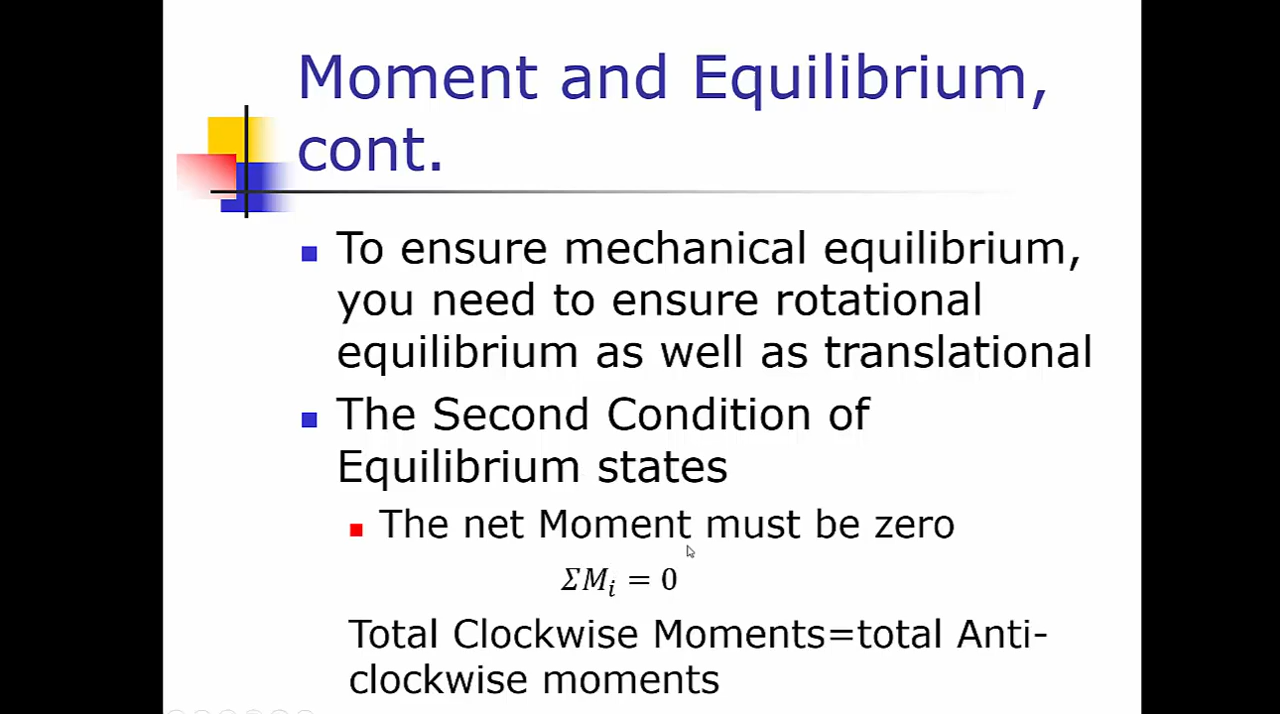 Moment and Equilibrium,
cont.
To ensure mechanical equilibrium,
you need to ensure rotational
equilibrium as well as translational
The Second Condition of
Equilibrium states
The net Moment must be zero
ΣMᵢ = 0
Total Clockwise Moments=total Anti-
clockwise moments